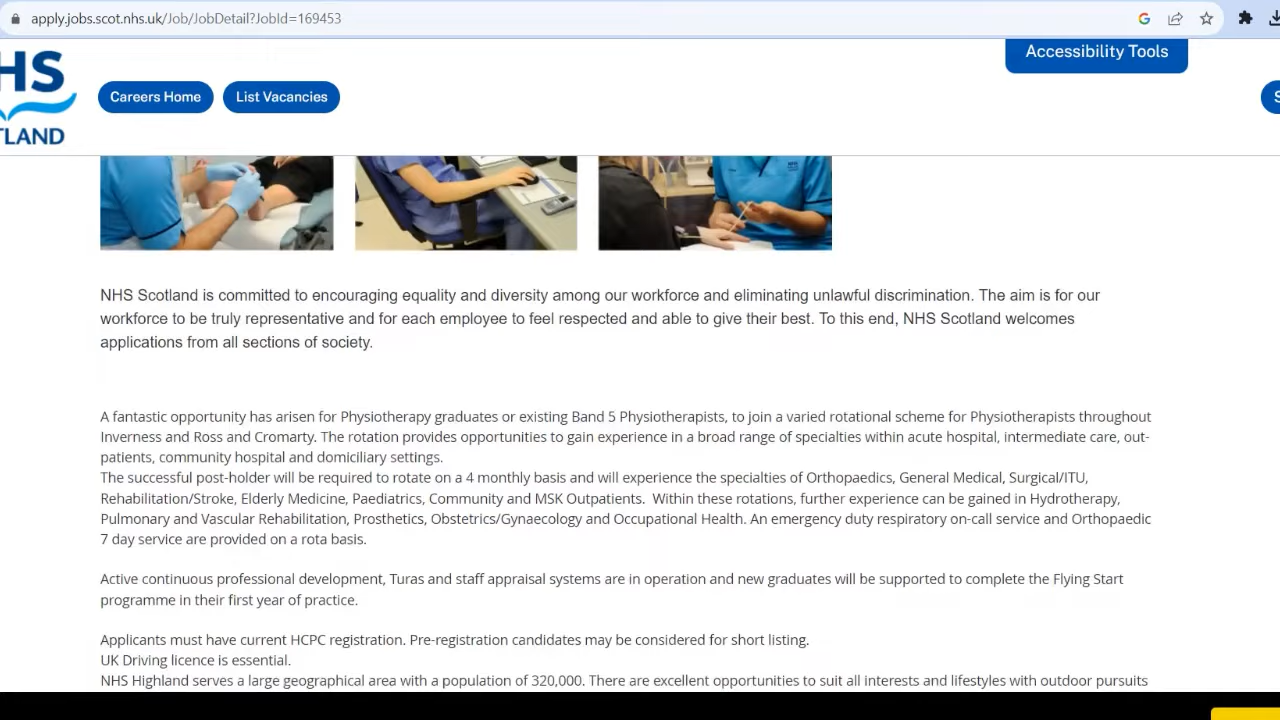 apply.jobs.scot.nhs.uk/Job/JobDetail?JobId=169453
Accessibility Tools
HS
Careers Home
List Vacancies
S
TLAND
NHS Scotland is committed to encouraging equality and diversity among our workforce and eliminating unlawful discrimination. The aim is for our
workforce to be truly representative and for each employee to feel respected and able to give their best. To this end, NHS Scotland welcomes
applications from all sections of society.
A fantastic opportunity has arisen for Physiotherapy graduates or existing Band 5 Physiotherapists, to join a varied rotational scheme for Physiotherapists throughout
Inverness and Ross and Cromarty. The rotation provides opportunities to gain experience in a broad range of specialties within acute hospital, intermediate care, out-
patients, community hospital and domiciliary settings.
The successful post-holder will be required to rotate on a 4 monthly basis and will experience the specialties of Orthopaedics, General Medical, Surgical/ITU,
Rehabilitation/Stroke, Elderly Medicine, Paediatrics, Community and MSK Outpatients.  Within these rotations, further experience can be gained in Hydrotherapy,
Pulmonary and Vascular Rehabilitation, Prosthetics, Obstetrics/Gynaecology and Occupational Health. An emergency duty respiratory on-call service and Orthopaedic
7 day service are provided on a rota basis.
Active continuous professional development, Turas and staff appraisal systems are in operation and new graduates will be supported to complete the Flying Start
programme in their first year of practice.
Applicants must have current HCPC registration. Pre-registration candidates may be considered for short listing.
UK Driving licence is essential.
NHS Highland serves a large geographical area with a population of 320,000. There are excellent opportunities to suit all interests and lifestyles with outdoor pursuits